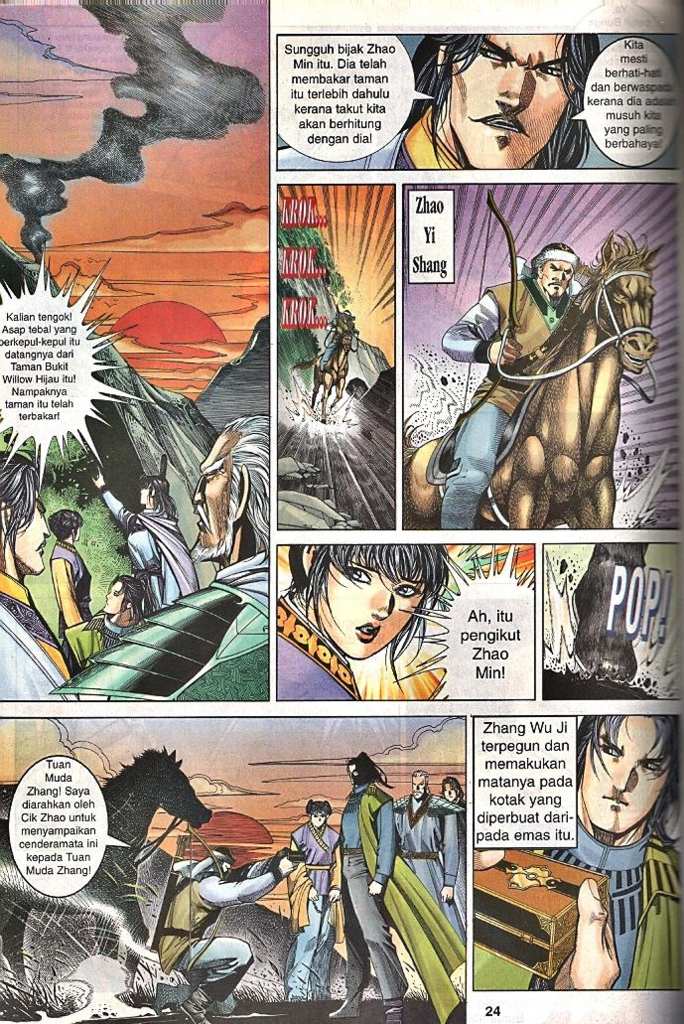 Kalian tengok!
Asap tebal yang
berkepul-kepul itu
datangnya dari
Taman Bukit
Willow Hijau itu!
Nampaknya
taman itu telah
terbakar!
Sungguh bijak Zhao
Min itu. Dia telah
membakar taman
itu terlebih dahulu
kerana takut kita
akan berhitung
dengan dia!
Kita
mesti
berhati-hati
dan berwaspada
kerana dia adalah
musuh kita
yang paling
berbahaya!
KROK...
KROK...
KROK...
Zhao
Yi
Shang
Ah, itu
pengikut
Zhao
Min!
POP!
Tuan
Muda
Zhang! Saya
diarahkan oleh
Cik Zhao untuk
menyampaikan
cenderamata ini
kepada Tuan
Muda Zhang!
Zhang Wu Ji
terpegun dan
memakukan
matanya pada
kotak yang
diperbuat dari-
pada emas itu.
24